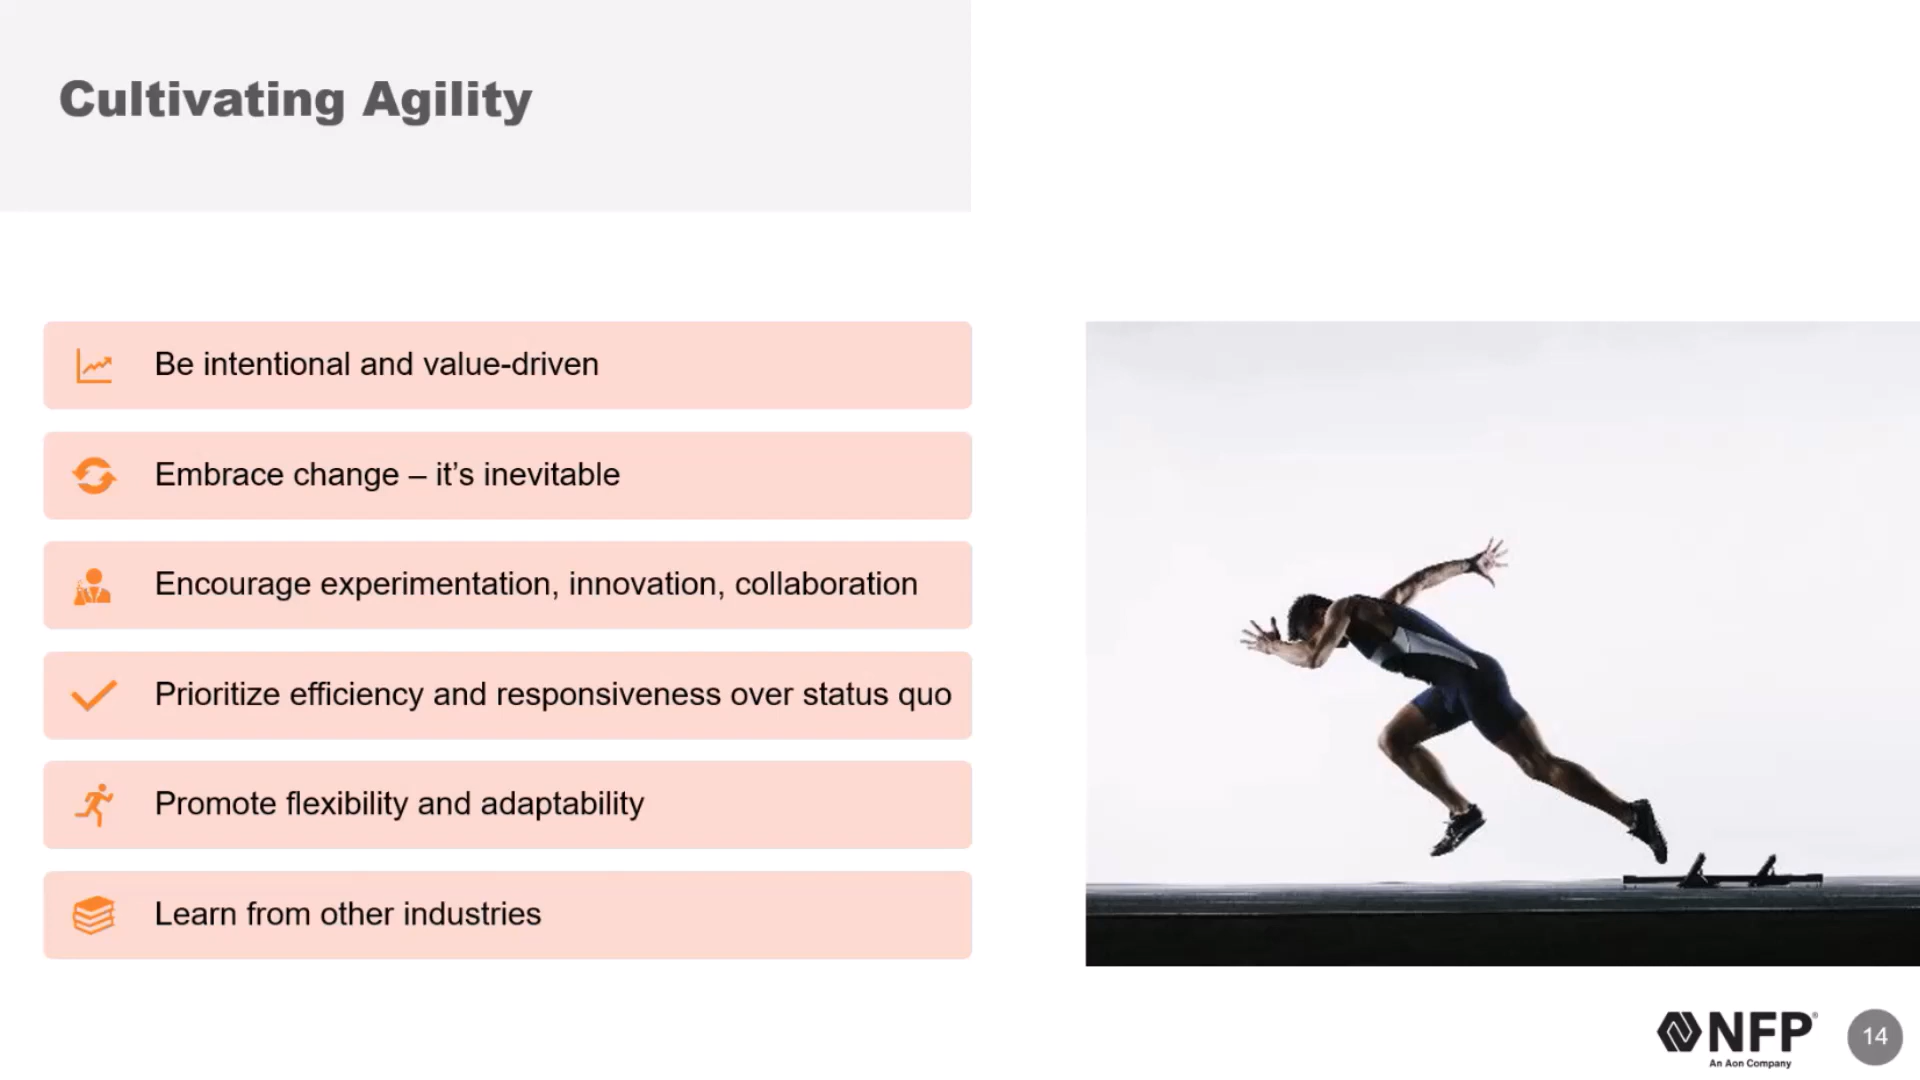 Cultivating Agility
Be intentional and value-driven
Embrace change – it’s inevitable
Encourage experimentation, innovation, collaboration
Prioritize efficiency and responsiveness over status quo
Promote flexibility and adaptability
Learn from other industries
NFP®
An Aon Company
14